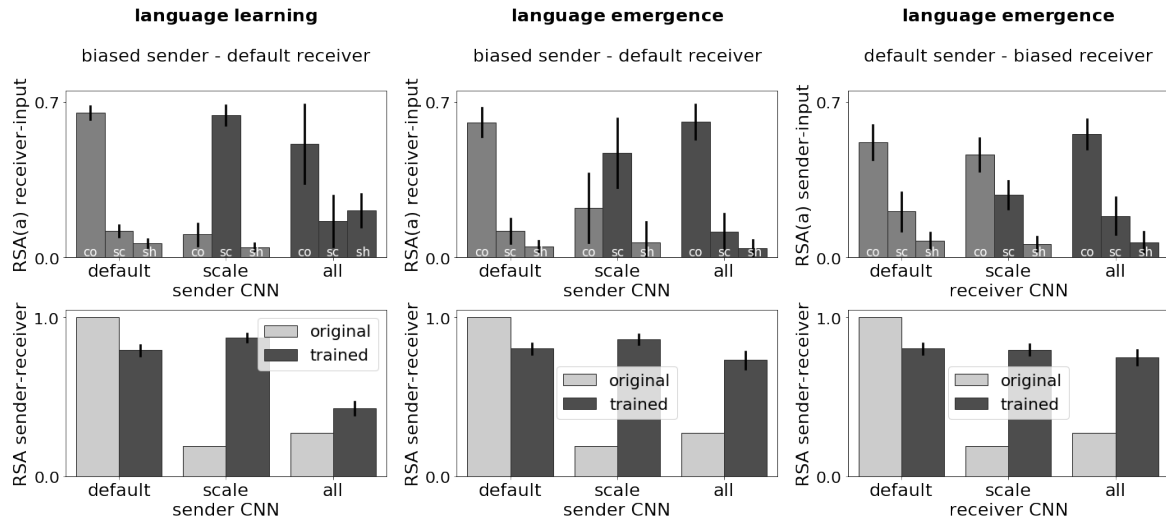 language learning
biased sender - default receiver
RSA(a) receiver-input
0.7
0.0
co sc sh co sc sh co sc sh
default scale all
sender CNN
language emergence
biased sender - default receiver
RSA(a) receiver-input
0.7
0.0
co sc sh co sc sh co sc sh
default scale all
sender CNN
language emergence
default sender - biased receiver
RSA(a) sender-input
0.7
0.0
co sc sh co sc sh co sc sh
default scale all
receiver CNN
RSA sender-receiver
1.0
0.0
original
trained
default scale all
sender CNN
RSA sender-receiver
1.0
0.0
original
trained
default scale all
sender CNN
RSA sender-receiver
1.0
0.0
original
trained
default scale all
receiver CNN